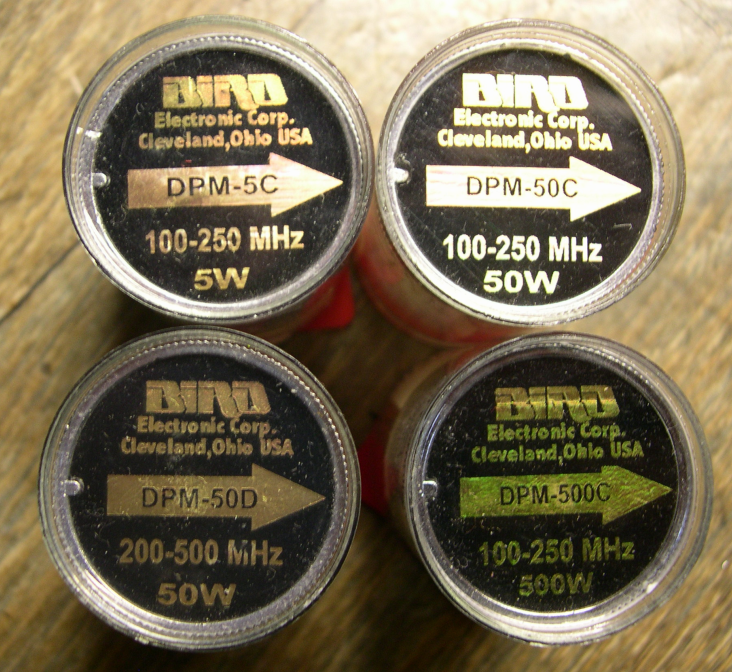 BIRD
Electronic Corp.
Cleveland,Ohio USA
DPM-5C
100-250 MHz
5W
BIRD
Electronic Corp.
Cleveland,Ohio USA
DPM-50C
100-250 MHz
50W
BIRD
Electronic Corp.
Cleveland,Ohio USA
DPM-50D
200-500 MHz
50W
BIRD
Electronic Corp.
Cleveland,Ohio USA
DPM-500C
100-250 MHz
500W